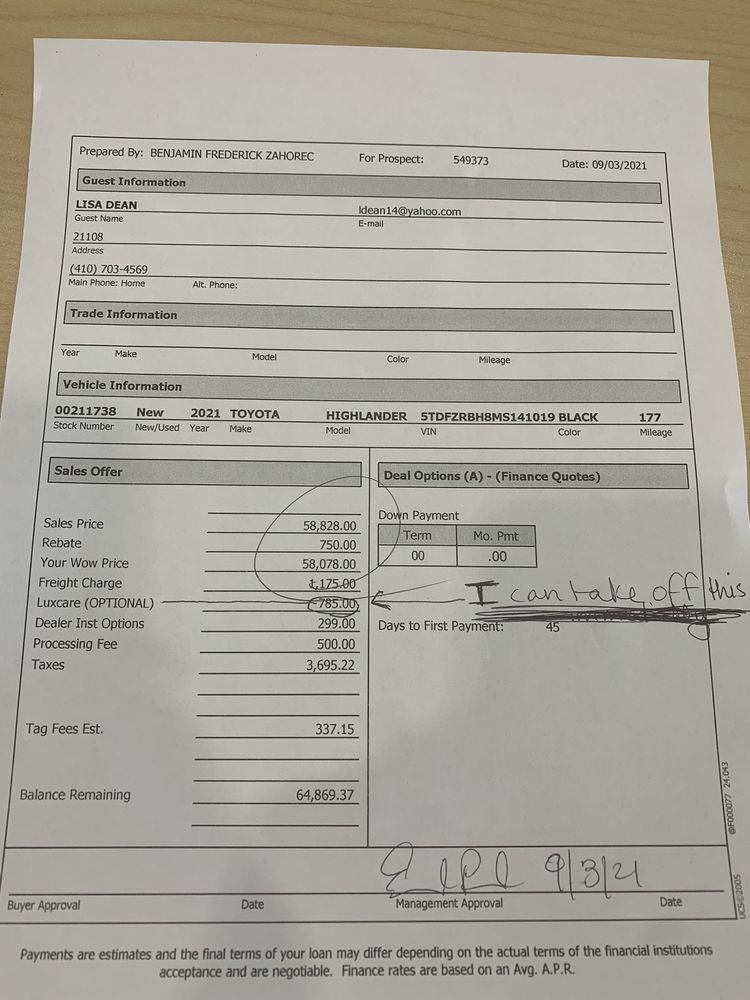 Prepared By: BENJAMIN FREDERICK ZAHOREC For Prospect: 549373 Date: 09/03/2021
Guest Information
LISA DEAN ldean14@yahoo.com
Guest Name E-mail
21108
Address
(410) 703-4569
Main Phone: Home Alt. Phone:
Trade Information
Year Make Model Color Mileage
Vehicle Information
00211738 New 2021 TOYOTA HIGHLANDER 5TDFZRBH8MS141019 BLACK 177
Stock Number New/Used Year Make Model VIN Color Mileage
Sales Offer Deal Options (A) - (Finance Quotes)
Sales Price 58,828.00
Rebate 750.00
Your Wow Price 58,078.00
Freight Charge 1,175.00
Luxcare (OPTIONAL) 785.00
Dealer Inst Options 299.00
Processing Fee 500.00
Taxes 3,695.22
Tag Fees Est. 337.15
Balance Remaining 64,869.37
Down Payment
Term Mo. Pmt
00 .00
I can take off this
Days to First Payment: 45
@F000077 24.043
UCS©2005
9/3/21
Buyer Approval Date Management Approval Date
Payments are estimates and the final terms of your loan may differ depending on the actual terms of the financial institutions
acceptance and are negotiable. Finance rates are based on an Avg. A.P.R.